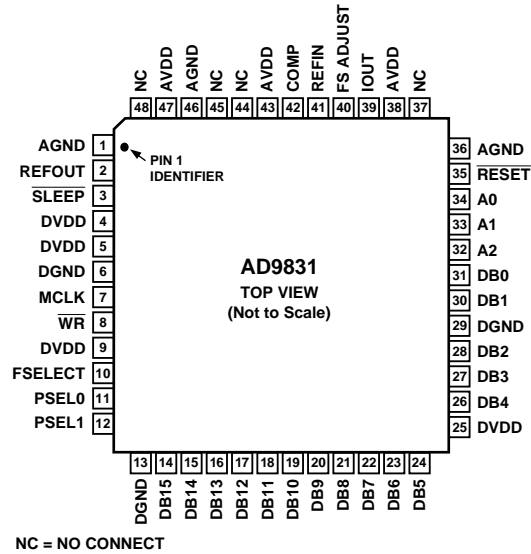 NC
AVDD
AGND
NC
NC
AVDD
COMP
REFIN
FS ADJUST
IOUT
AVDD
NC
48 47 46 45 44 43 42 41 40 39 38 37
AGND 1
REFOUT 2
SLEEP 3
DVDD 4
DVDD 5
DGND 6
MCLK 7
WR 8
DVDD 9
FSELECT 10
PSEL0 11
PSEL1 12
PIN 1
IDENTIFIER
AD9831
TOP VIEW
(Not to Scale)
36 AGND
35 RESET
34 A0
33 A1
32 A2
31 DB0
30 DB1
29 DGND
28 DB2
27 DB3
26 DB4
25 DVDD
13 14 15 16 17 18 19 20 21 22 23 24
DGND
DB15
DB14
DB13
DB12
DB11
DB10
DB9
DB8
DB7
DB6
DB5
NC = NO CONNECT